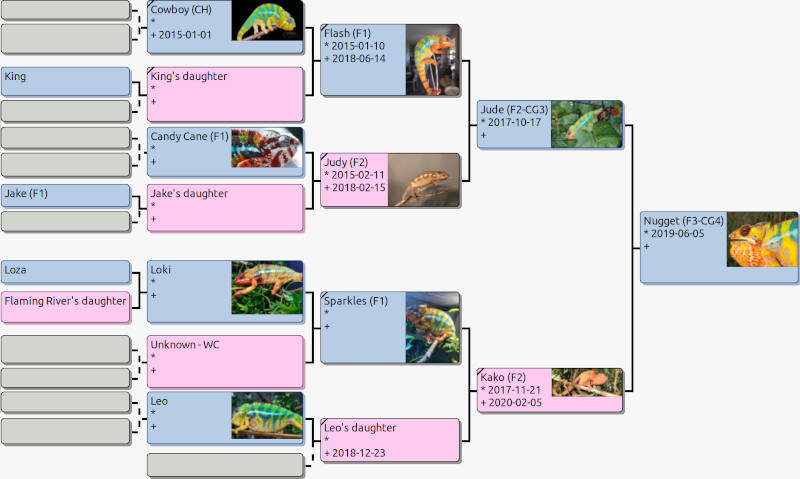 Cowboy (CH)
*
+ 2015-01-01
King
King's daughter
*
+
Candy Cane (F1)
*
+
Jake (F1)
Jake's daughter
*
+
Loza
Flaming River's daughter
Loki
*
+
Unknown - WC
*
+
Leo
*
+
Flash (F1)
* 2015-01-10
+ 2018-06-14
Judy (F2)
* 2015-02-11
+ 2018-02-15
Sparkles (F1)
*
+
Leo's daughter
*
+ 2018-12-23
Jude (F2-CG3)
* 2017-10-17
+
Kako (F2)
* 2017-11-21
+ 2020-02-05
Nugget (F3-CG4)
* 2019-06-05
+